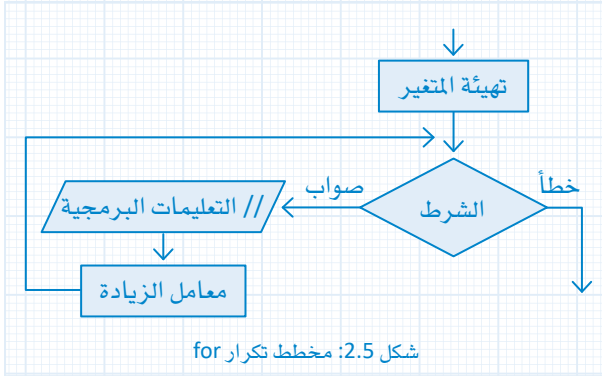 تهيئة المتغير
خطأ
صواب
الشرط
// التعليمات البرمجية
معامل الزيادة
شكل 2.5: مخطط تكرار for